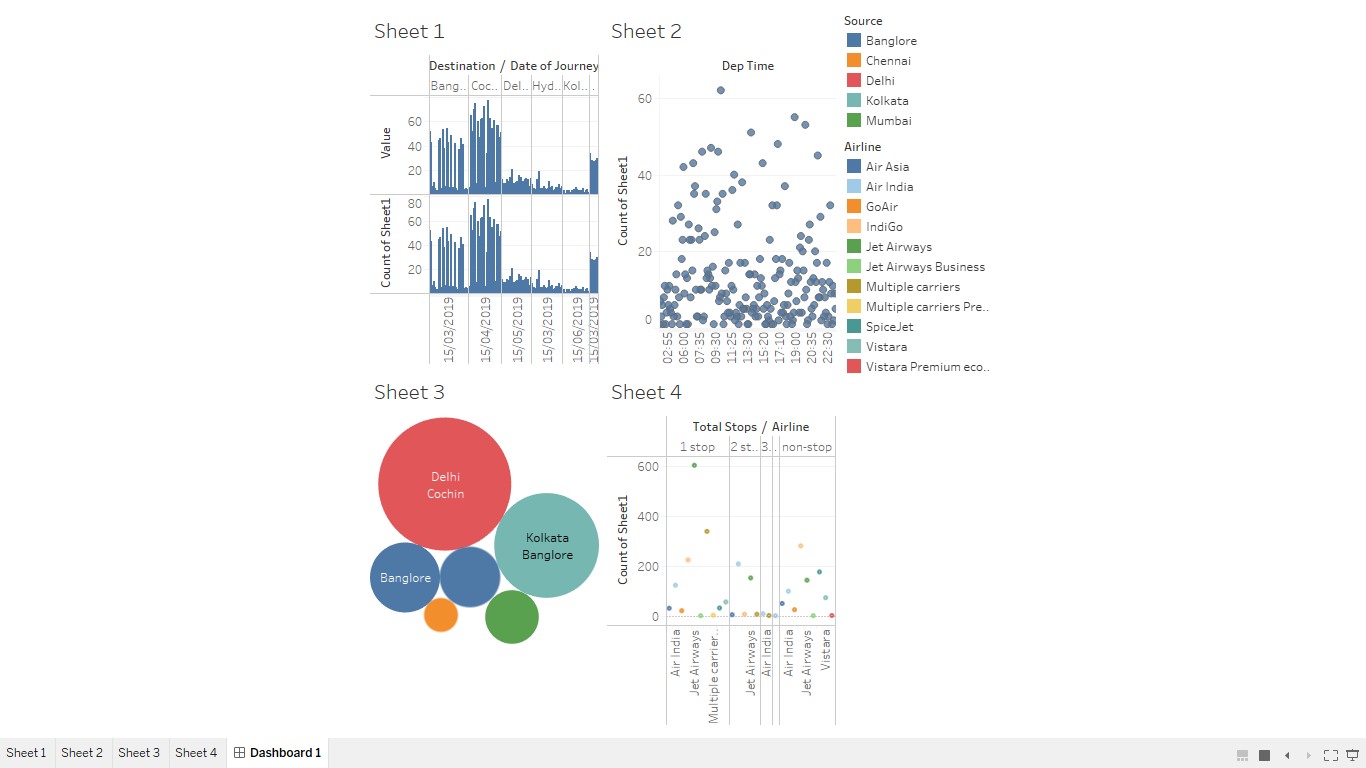 Sheet 1
Destination / Date of Journey
Bang.. Coc.. Del.. Hyd.. Kol.. ..
Value
60
40
20
Count of Sheet1
80
60
40
20
15/03/2019
15/04/2019
15/05/2019
15/03/2019
15/06/2019
15/03/2019
Sheet 2
Dep Time
Count of Sheet1
60
40
20
0
02:55
06:00
07:35
09:30
11:25
13:30
15:20
17:10
19:00
20:35
22:30
Source
Banglore
Chennai
Delhi
Kolkata
Mumbai
Airline
Air Asia
Air India
GoAir
IndiGo
Jet Airways
Jet Airways Business
Multiple carriers
Multiple carriers Pre..
SpiceJet
Vistara
Vistara Premium eco..
Sheet 3
Delhi
Cochin
Kolkata
Banglore
Banglore
Sheet 4
Total Stops / Airline
1 stop 2 st.. 3.. non-stop
Count of Sheet1
600
400
200
0
Air India
Jet Airways
Multiple carrier..
Jet Airways
Air India
Air India
Jet Airways
Vistara
Sheet 1 Sheet 2 Sheet 3 Sheet 4 Dashboard 1